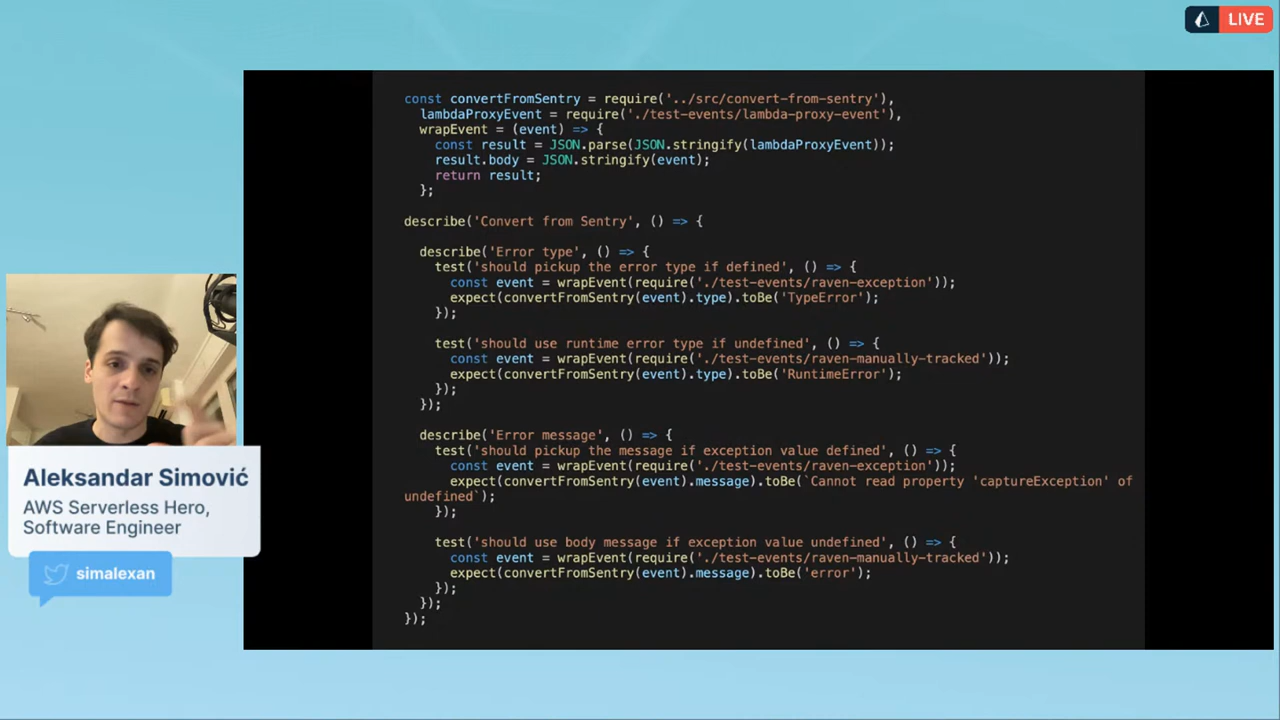 LIVE
const convertFromSentry = require('../src/convert-from-sentry'),
  lambdaProxyEvent = require('./test-events/lambda-proxy-event'),
  wrapEvent = (event) => {
    const result = JSON.parse(JSON.stringify(lambdaProxyEvent));
    result.body = JSON.stringify(event);
    return result;
  };
describe('Convert from Sentry', () => {
  describe('Error type', () => {
    test('should pickup the error type if defined', () => {
      const event = wrapEvent(require('./test-events/raven-exception'));
      expect(convertFromSentry(event).type).toBe('TypeError');
    });
    test('should use runtime error type if undefined', () => {
      const event = wrapEvent(require('./test-events/raven-manually-tracked'));
      expect(convertFromSentry(event).type).toBe('RuntimeError');
    });
  });
  describe('Error message', () => {
    test('should pickup the message if exception value defined', () => {
      const event = wrapEvent(require('./test-events/raven-exception'));
      expect(convertFromSentry(event).message).toBe(`Cannot read property 'captureException' of
undefined`);
    });
    test('should use body message if exception value undefined', () => {
      const event = wrapEvent(require('./test-events/raven-manually-tracked'));
      expect(convertFromSentry(event).message).toBe('error');
    });
  });
});
Aleksandar Simović
AWS Serverless Hero,
Software Engineer
simalexan